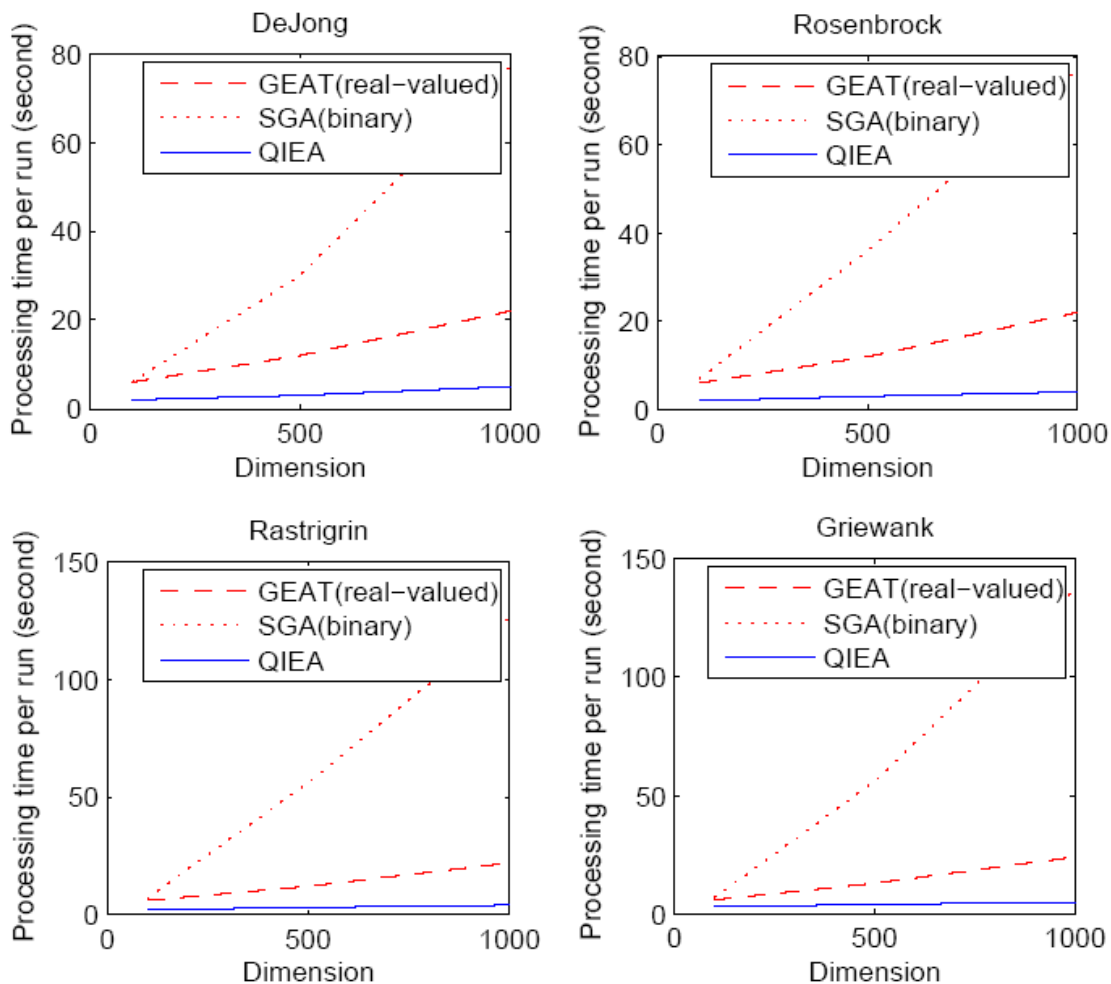 DeJong
Processing time per run (second)
80
60
40
20
0
GEAT(real-valued)
SGA(binary)
QIEA
0
500
1000
Dimension
Rosenbrock
Processing time per run (second)
80
60
40
20
0
GEAT(real-valued)
SGA(binary)
QIEA
0
500
1000
Dimension
Rastrigrin
Processing time per run (second)
150
100
50
0
GEAT(real-valued)
SGA(binary)
QIEA
0
500
1000
Dimension
Griewank
Processing time per run (second)
150
100
50
0
GEAT(real-valued)
SGA(binary)
QIEA
0
500
1000
Dimension